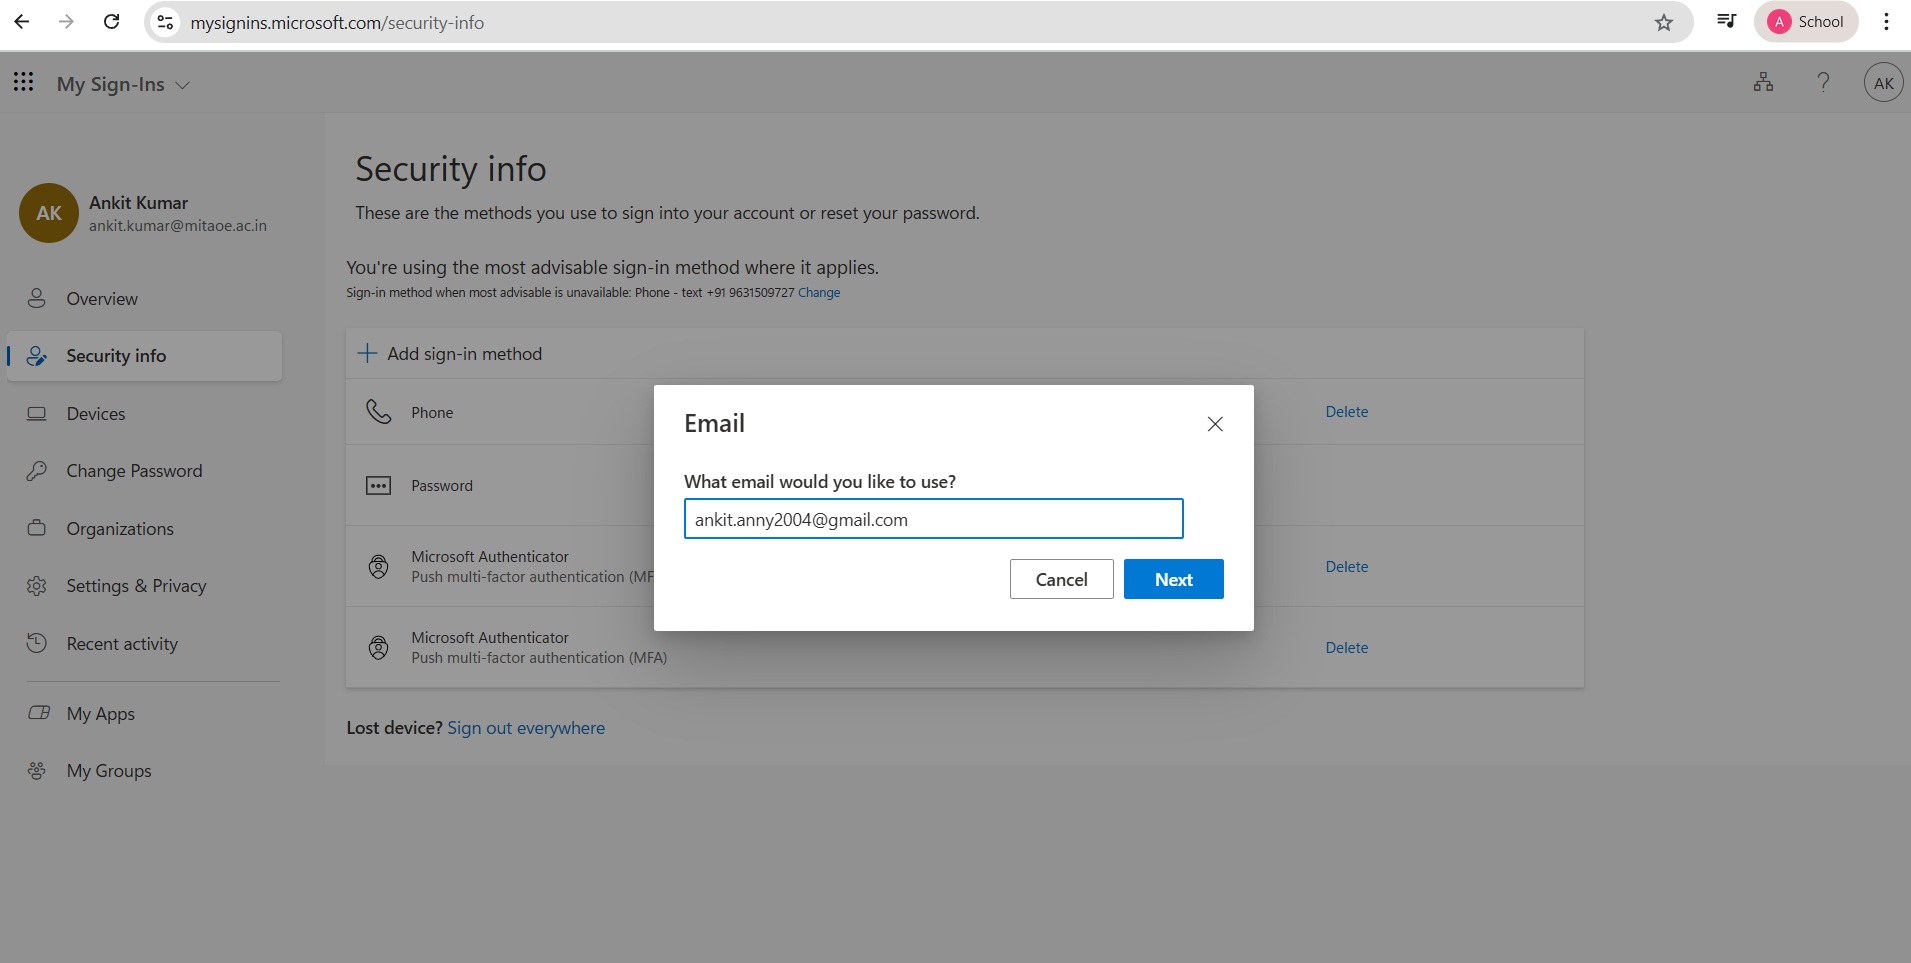 mysignins.microsoft.com/security-info
A School
My Sign-Ins
AK
AK
Ankit Kumar
ankit.kumar@mitaoe.ac.in
Overview
Security info
Devices
Change Password
Organizations
Settings & Privacy
Recent activity
My Apps
My Groups
Security info
These are the methods you use to sign into your account or reset your password.
You're using the most advisable sign-in method where it applies.
Sign-in method when most advisable is unavailable: Phone - text +91 9631509727 Change
Add sign-in method
Phone
Delete
Password
Microsoft Authenticator
Push multi-factor authentication (MF
Delete
Microsoft Authenticator
Push multi-factor authentication (MFA)
Delete
Lost device? Sign out everywhere
Email
What email would you like to use?
ankit.anny2004@gmail.com
Cancel
Next